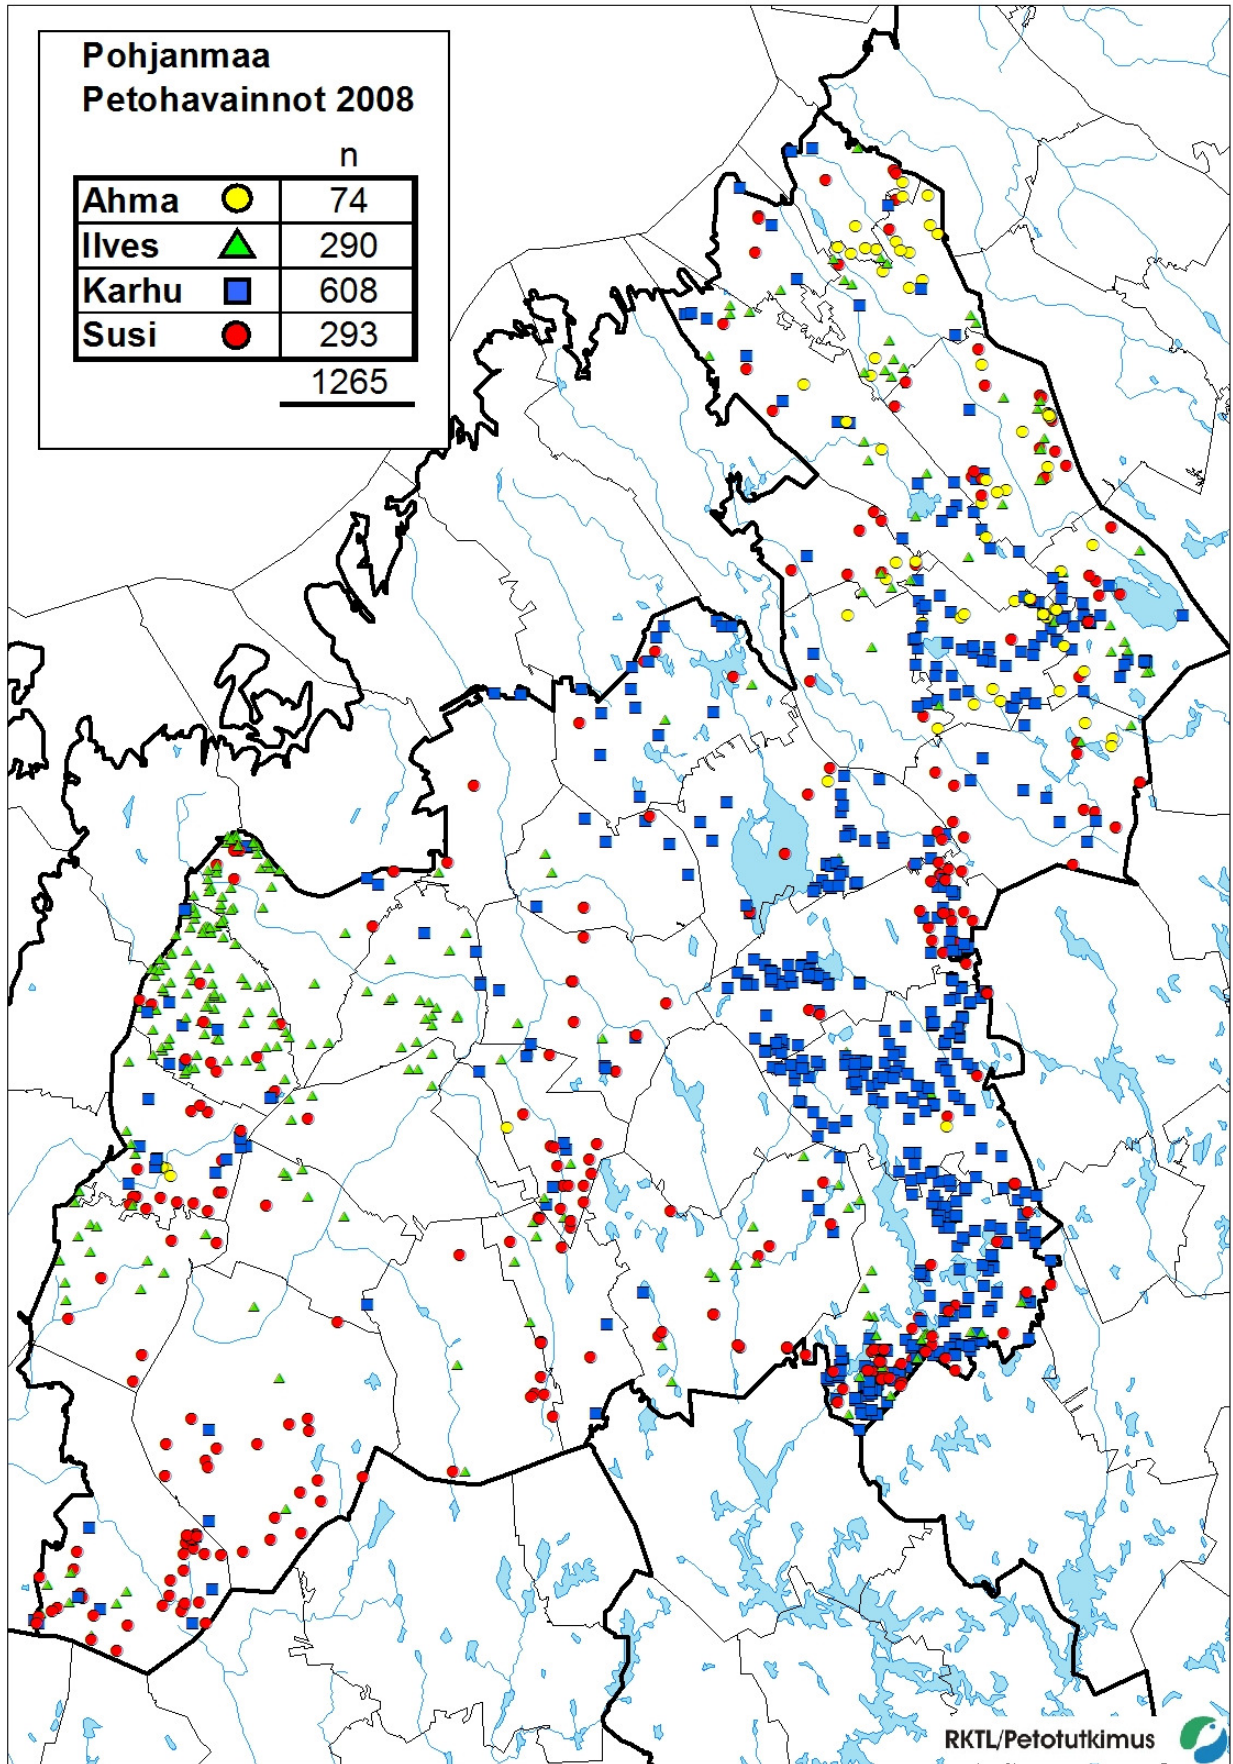 Pohjanmaa
Petohavainnot 2008
n
Ahma 74
Ilves 290
Karhu 608
Susi 293
1265
RKTL/Petotutkimus